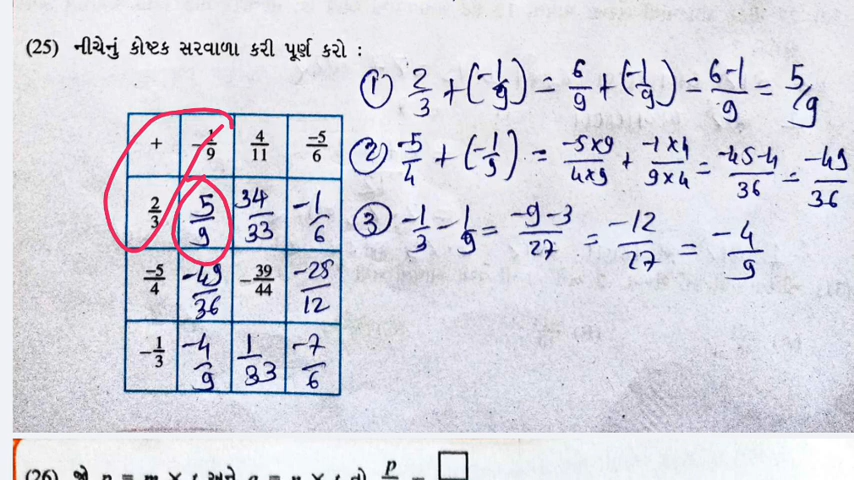 (25) નીચેનું કોષ્ટક સરવાળા કરી પૂર્ણ કરો :
+ -1/9 4/11 -5/6
2/3 5/9 34/33 -1/6
-5/4 -49/36 -39/44 -25/12
-1/3 -4/9 1/33 -7/6
① 2/3 + (-1/9) = 6/9 + (-1/9) = 6-1/9 = 5/9
② -5/4 + (-1/9) = -5×9/4×9 + -1×4/9×4 = -45-4/36 = -49/36
③ -1/3 - 1/9 = -9-3/27 = -12/27 = -4/9